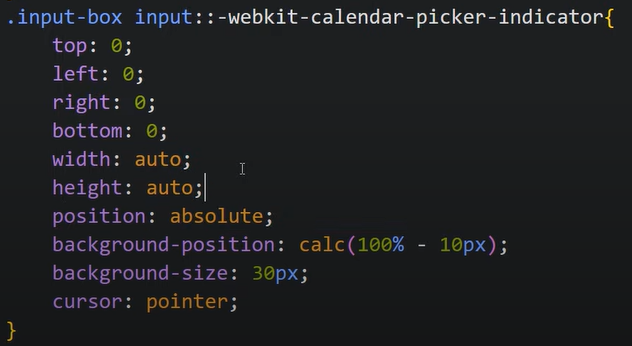 .input-box input::-webkit-calendar-picker-indicator{
top: 0;
left: 0;
right: 0;
bottom: 0;
width: auto;
height: auto;
position: absolute;
background-position: calc(100% - 10px);
background-size: 30px;
cursor: pointer;
}